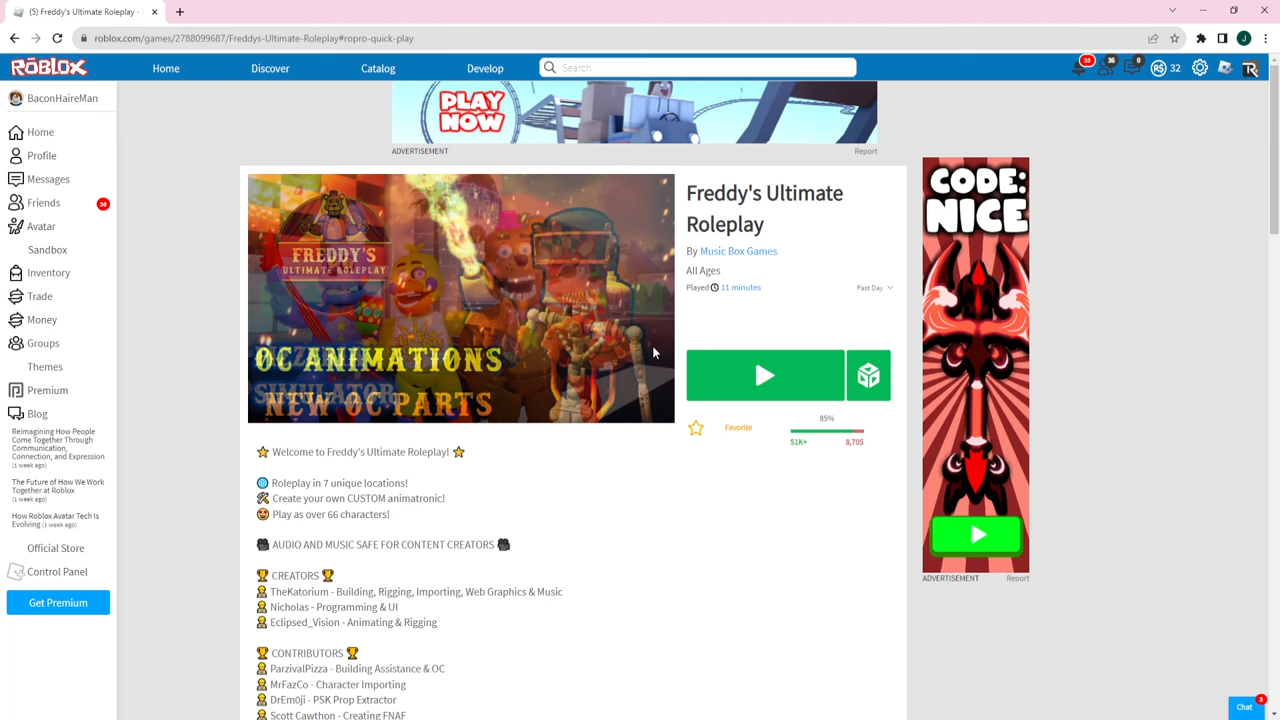 (5) Freddy's Ultimate Roleplay -
roblox.com/games/2788099687/Freddys-Ultimate-Roleplay#ropro-quick-play
J
ROBLOX
Home
Discover
Catalog
Develop
Search
33
36
0
32
BaconHaireMan
Home
Profile
Messages
Friends
Avatar
Sandbox
Inventory
Trade
Money
Groups
Themes
Premium
Blog
Reimagining How People
Come Together Through
Communication,
Connection, and Expression
(1 week ago)
The Future of How We Work
Together at Roblox
(1 week ago)
How Roblox Avatar Tech Is
Evolving (1 week ago)
Official Store
Control Panel
Get Premium
PLAY
NOW
ADVERTISEMENT
Report
FREDDY'S
ULTIMATE ROLEPLAY
OC ANIMATIONS
SIMULATOR
NEW OC PARTS
Freddy's Ultimate
Roleplay
By Music Box Games
All Ages
Played 11 minutes
Past Day
Favorite
85%
51K+
8,705
Welcome to Freddy's Ultimate Roleplay!
Roleplay in 7 unique locations!
Create your own CUSTOM animatronic!
Play as over 66 characters!
AUDIO AND MUSIC SAFE FOR CONTENT CREATORS
CREATORS
TheKatorium - Building, Rigging, Importing, Web Graphics & Music
Nicholas - Programming & UI
Eclipsed_Vision - Animating & Rigging
CONTRIBUTORS
ParzivalPizza - Building Assistance & OC
MrFazCo - Character Importing
DrEm0ji - PSK Prop Extractor
Scott Cawthon - Creating FNAF
CODE:
NICE
ADVERTISEMENT
Report
Chat
5